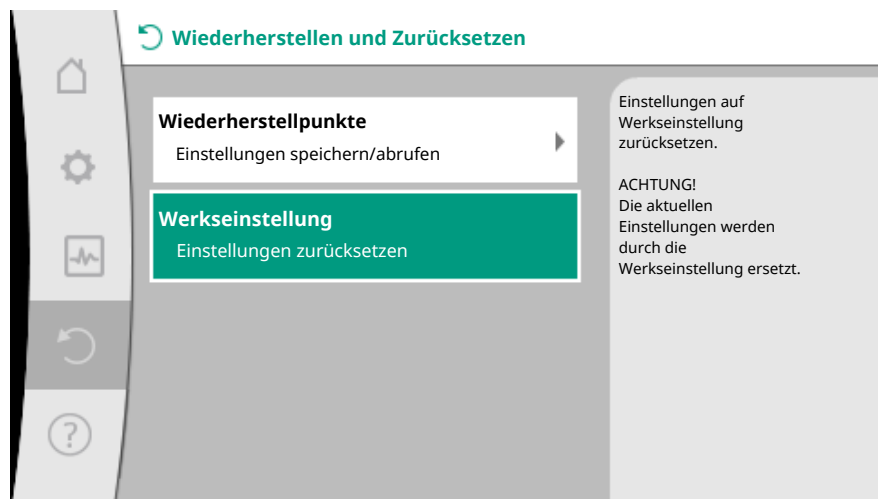 Wiederherstellen und Zurücksetzen
Wiederherstellpunkte
Einstellungen speichern/abrufen
Werkseinstellung
Einstellungen zurücksetzen
Einstellungen auf
Werkseinstellung
zurücksetzen.
ACHTUNG!
Die aktuellen
Einstellungen werden
durch die
Werkseinstellung ersetzt.
?